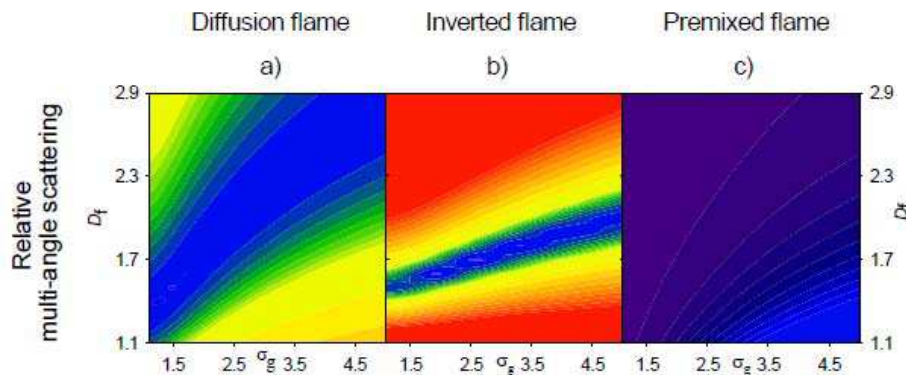 Diffusion flame Inverted flame Premixed flame
a) b) c)
Relative
multi-angle scattering
Df
2.9
2.3
1.7
1.1
1.5 2.5 σg 3.5 4.5
1.5 2.5 σg 3.5 4.5
1.5 2.5 σg 3.5 4.5
2.9
2.3
1.7
1.1
Df